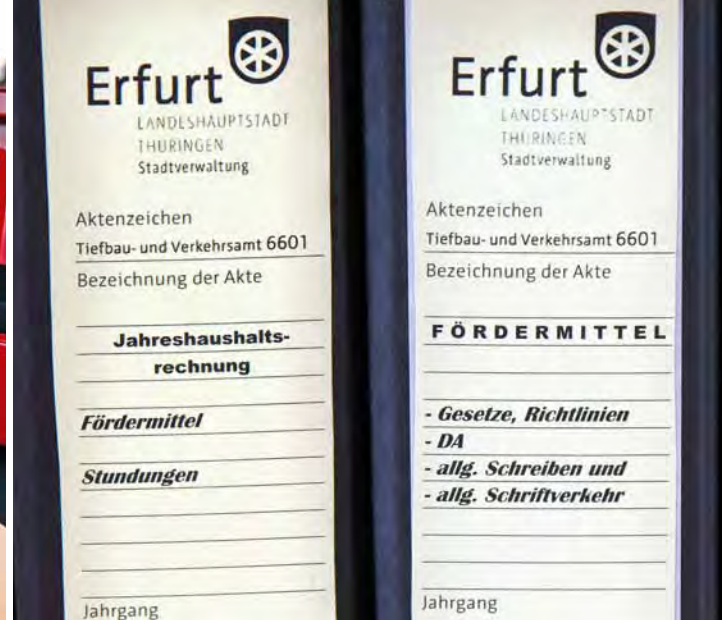 Erfurt
LANDESHAUPTSTADT
THÜRINGEN
Stadtverwaltung
Aktenzeichen
Tiefbau- und Verkehrsamt 6601
Bezeichnung der Akte
Jahreshaushalts-
rechnung
Fördermittel
Stundungen
Jahrgang
Erfurt
LANDESHAUPTSTADT
THÜRINGEN
Stadtverwaltung
Aktenzeichen
Tiefbau- und Verkehrsamt 6601
Bezeichnung der Akte
FÖRDERMITTEL
- Gesetze, Richtlinien
- DA
- allg. Schreiben und
- allg. Schriftverkehr
Jahrgang